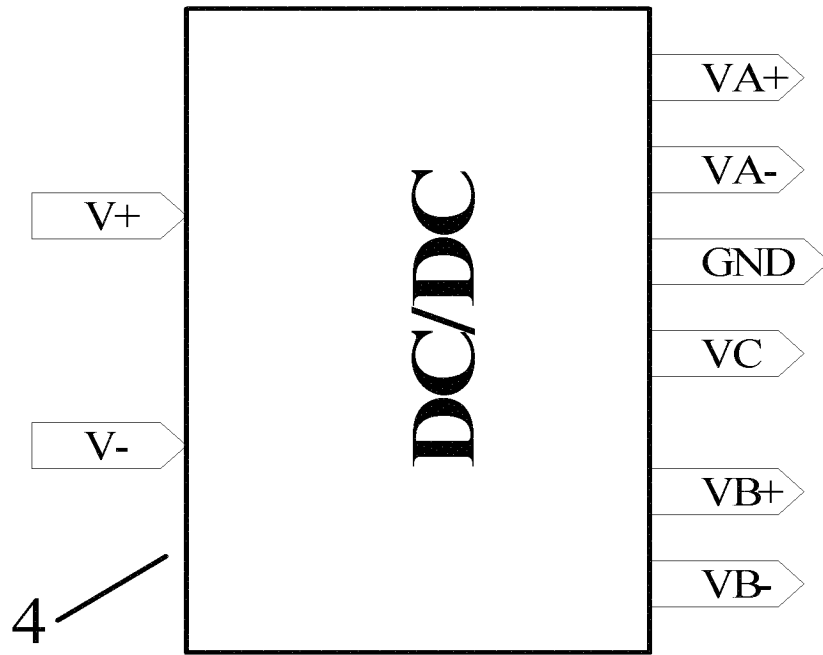 V+
V-
4
DC/DC
VA+
VA-
GND
VC
VB+
VB-